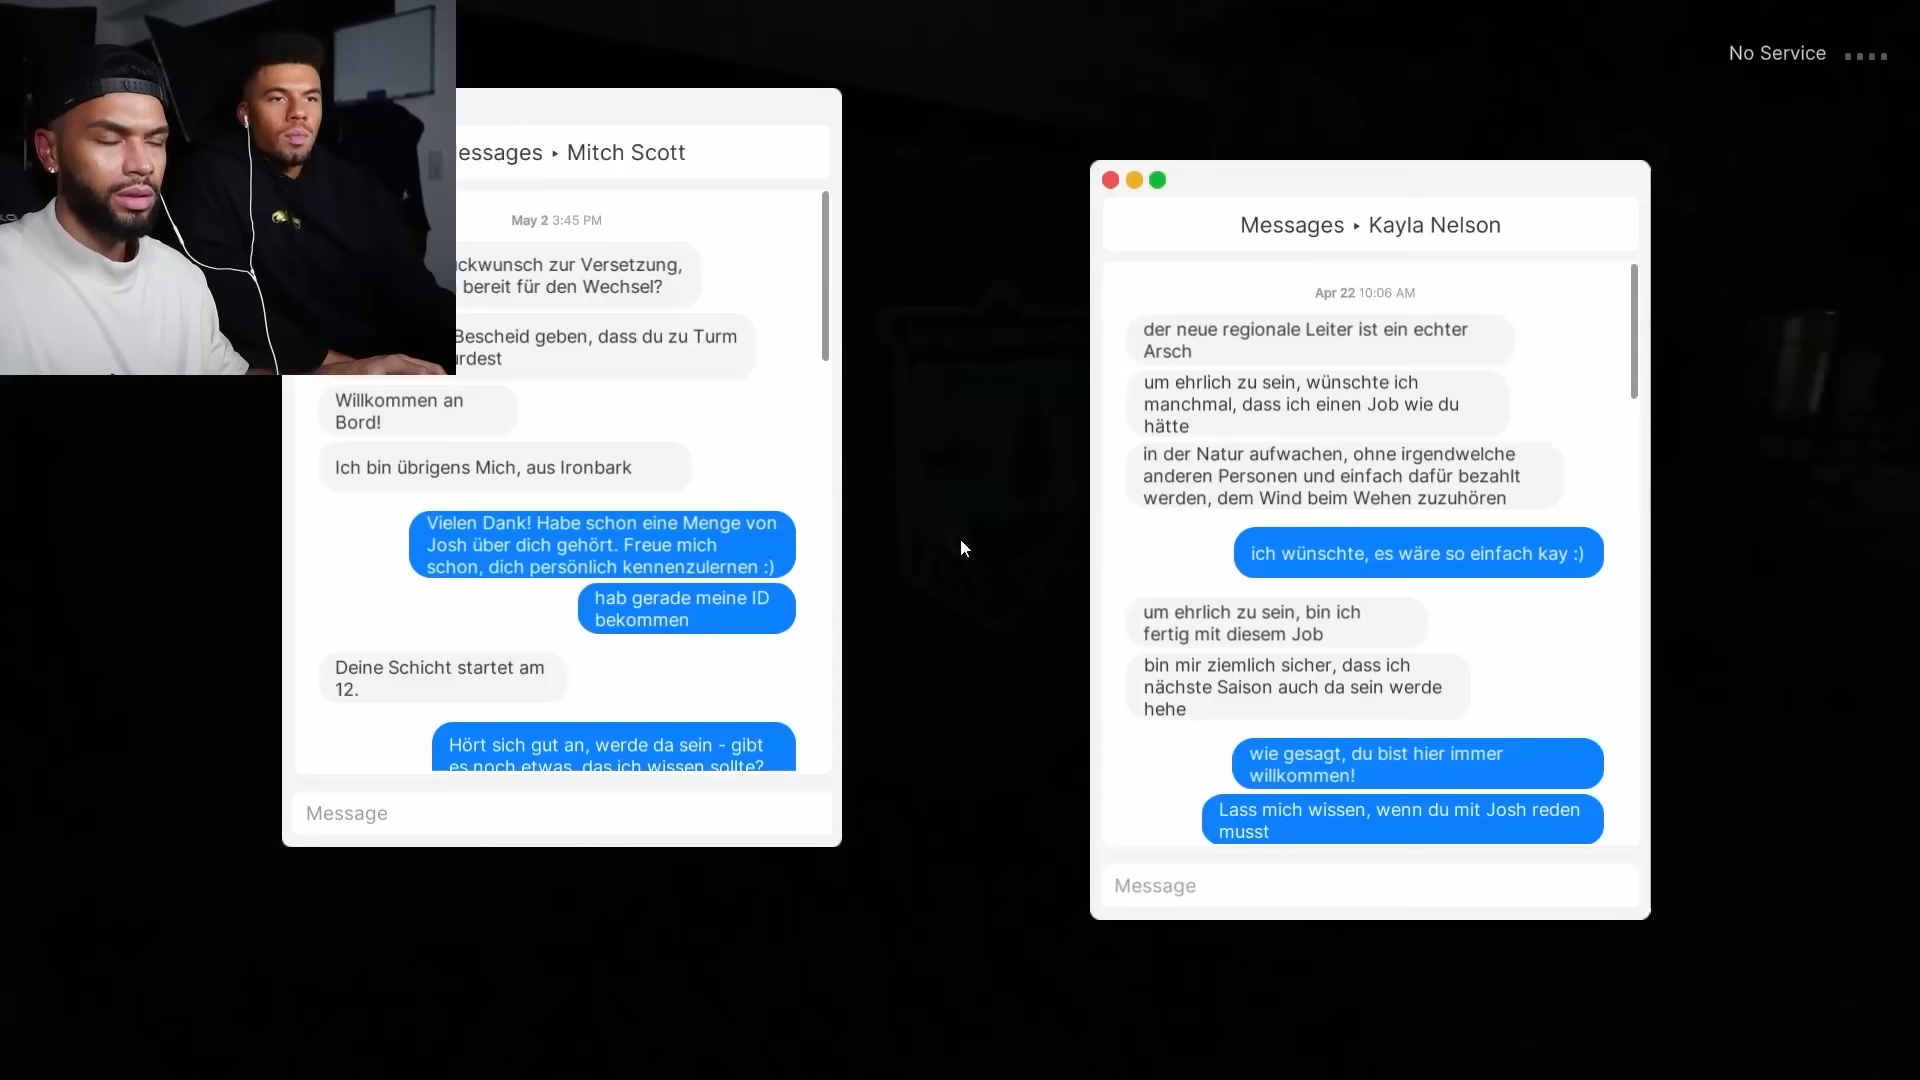 No Service
essages ▸ Mitch Scott
May 2 3:45 PM
ckwunsch zur Versetzung,
bereit für den Wechsel?
Bescheid geben, dass du zu Turm
rdest
Willkommen an
Bord!
Ich bin übrigens Mich, aus Ironbark
Vielen Dank! Habe schon eine Menge von
Josh über dich gehört. Freue mich
schon, dich persönlich kennenzulernen :)
hab gerade meine ID
bekommen
Deine Schicht startet am
12.
Hört sich gut an, werde da sein - gibt
es noch etwas, das ich wissen sollte?
Message
Messages ▸ Kayla Nelson
Apr 22 10:06 AM
der neue regionale Leiter ist ein echter
Arsch
um ehrlich zu sein, wünschte ich
manchmal, dass ich einen Job wie du
hätte
in der Natur aufwachen, ohne irgendwelche
anderen Personen und einfach dafür bezahlt
werden, dem Wind beim Wehen zuzuhören
ich wünschte, es wäre so einfach kay :)
um ehrlich zu sein, bin ich
fertig mit diesem Job
bin mir ziemlich sicher, dass ich
nächste Saison auch da sein werde
hehe
wie gesagt, du bist hier immer
willkommen!
Lass mich wissen, wenn du mit Josh reden
musst
Message